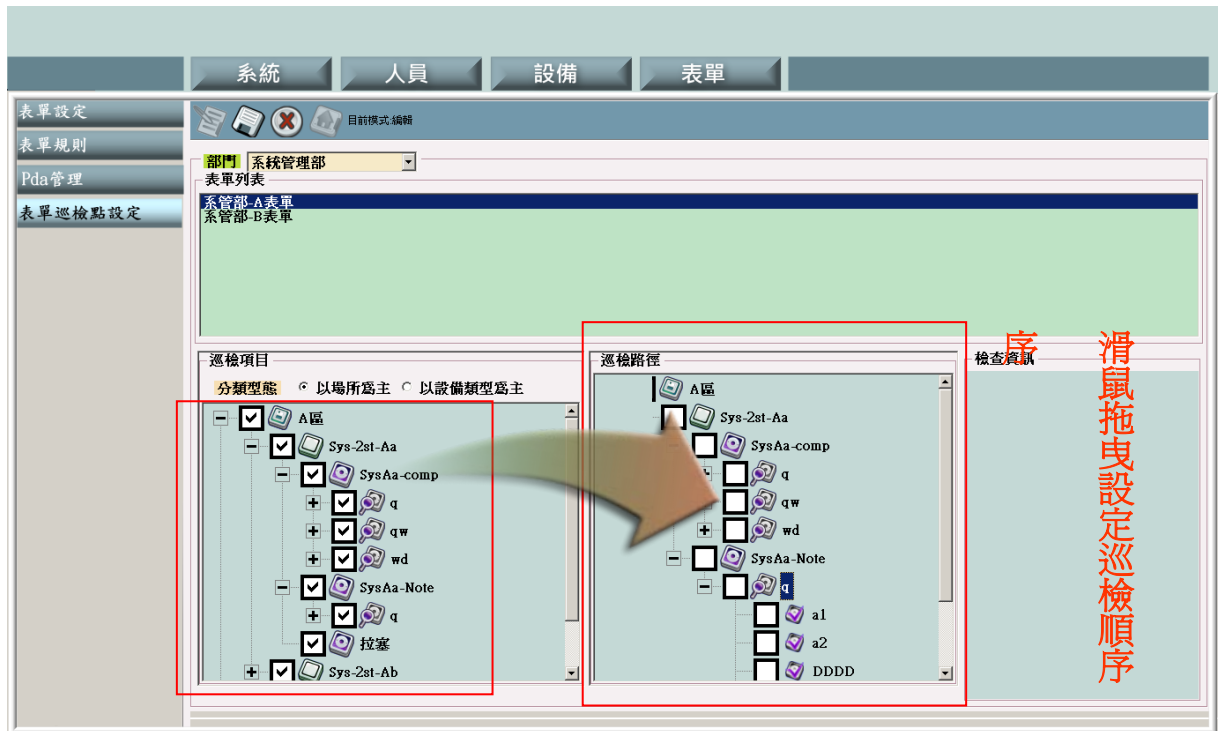 系統 人員 設備 表單
表單設定
表單規則
Pda管理
表單巡檢點設定
目前模式:編輯
部門 系統管理部
表單列表
系管部-A表單
系管部-B表單
巡檢項目
分類型態 以場所為主 以設備類型為主
A區
Sys-2st-Aa
SysAa-comp
q
qw
wd
SysAa-Note
q
拉塞
Sys-2st-Ab
巡檢路徑
A區
Sys-2st-Aa
SysAa-comp
q
qw
wd
SysAa-Note
q
a1
a2
DDDD
檢查資訊
滑鼠拖曳設定巡檢順序
序